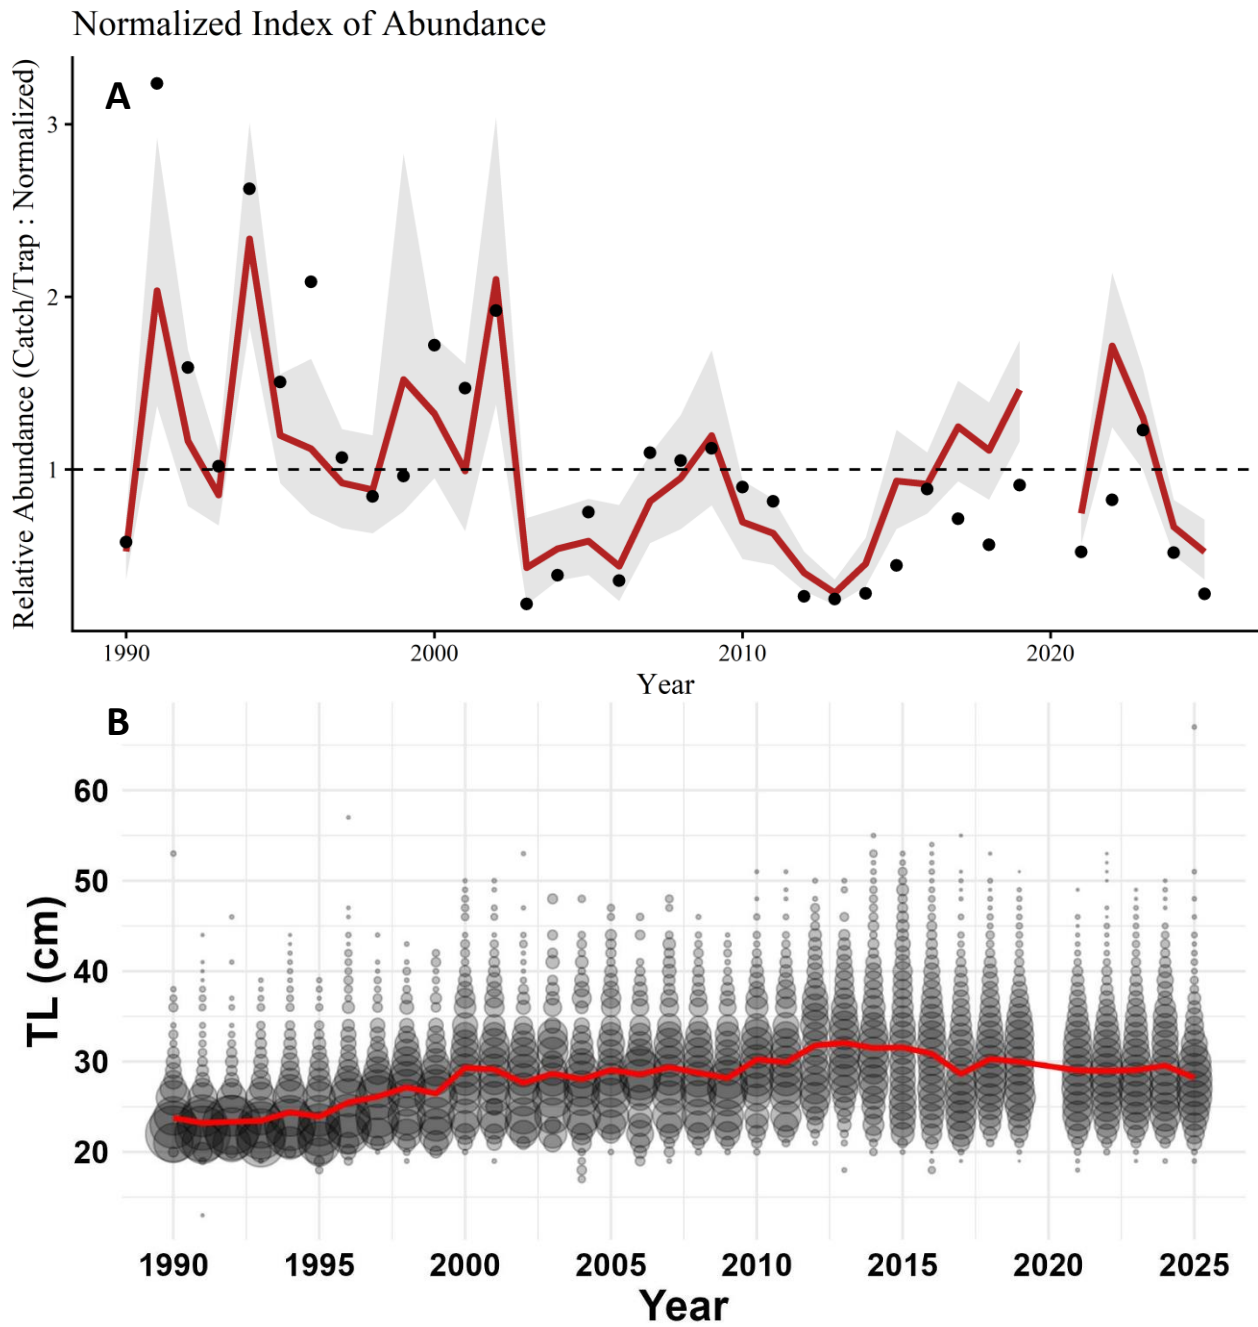 Normalized Index of Abundance
A
Relative Abundance (Catch/Trap : Normalized)
3
2
1
1990 2000 2010 2020
Year
B
TL (cm)
60
50
40
30
20
1990 1995 2000 2005 2010 2015 2020 2025
Year